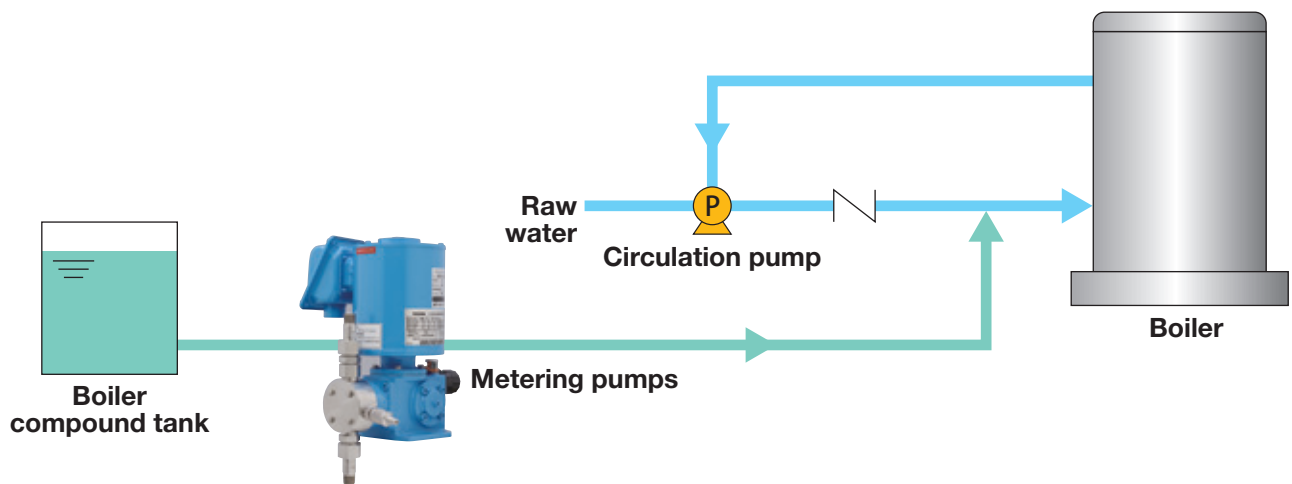 Raw
water
P
Circulation pump
Boiler
Metering pumps
Boiler
compound tank